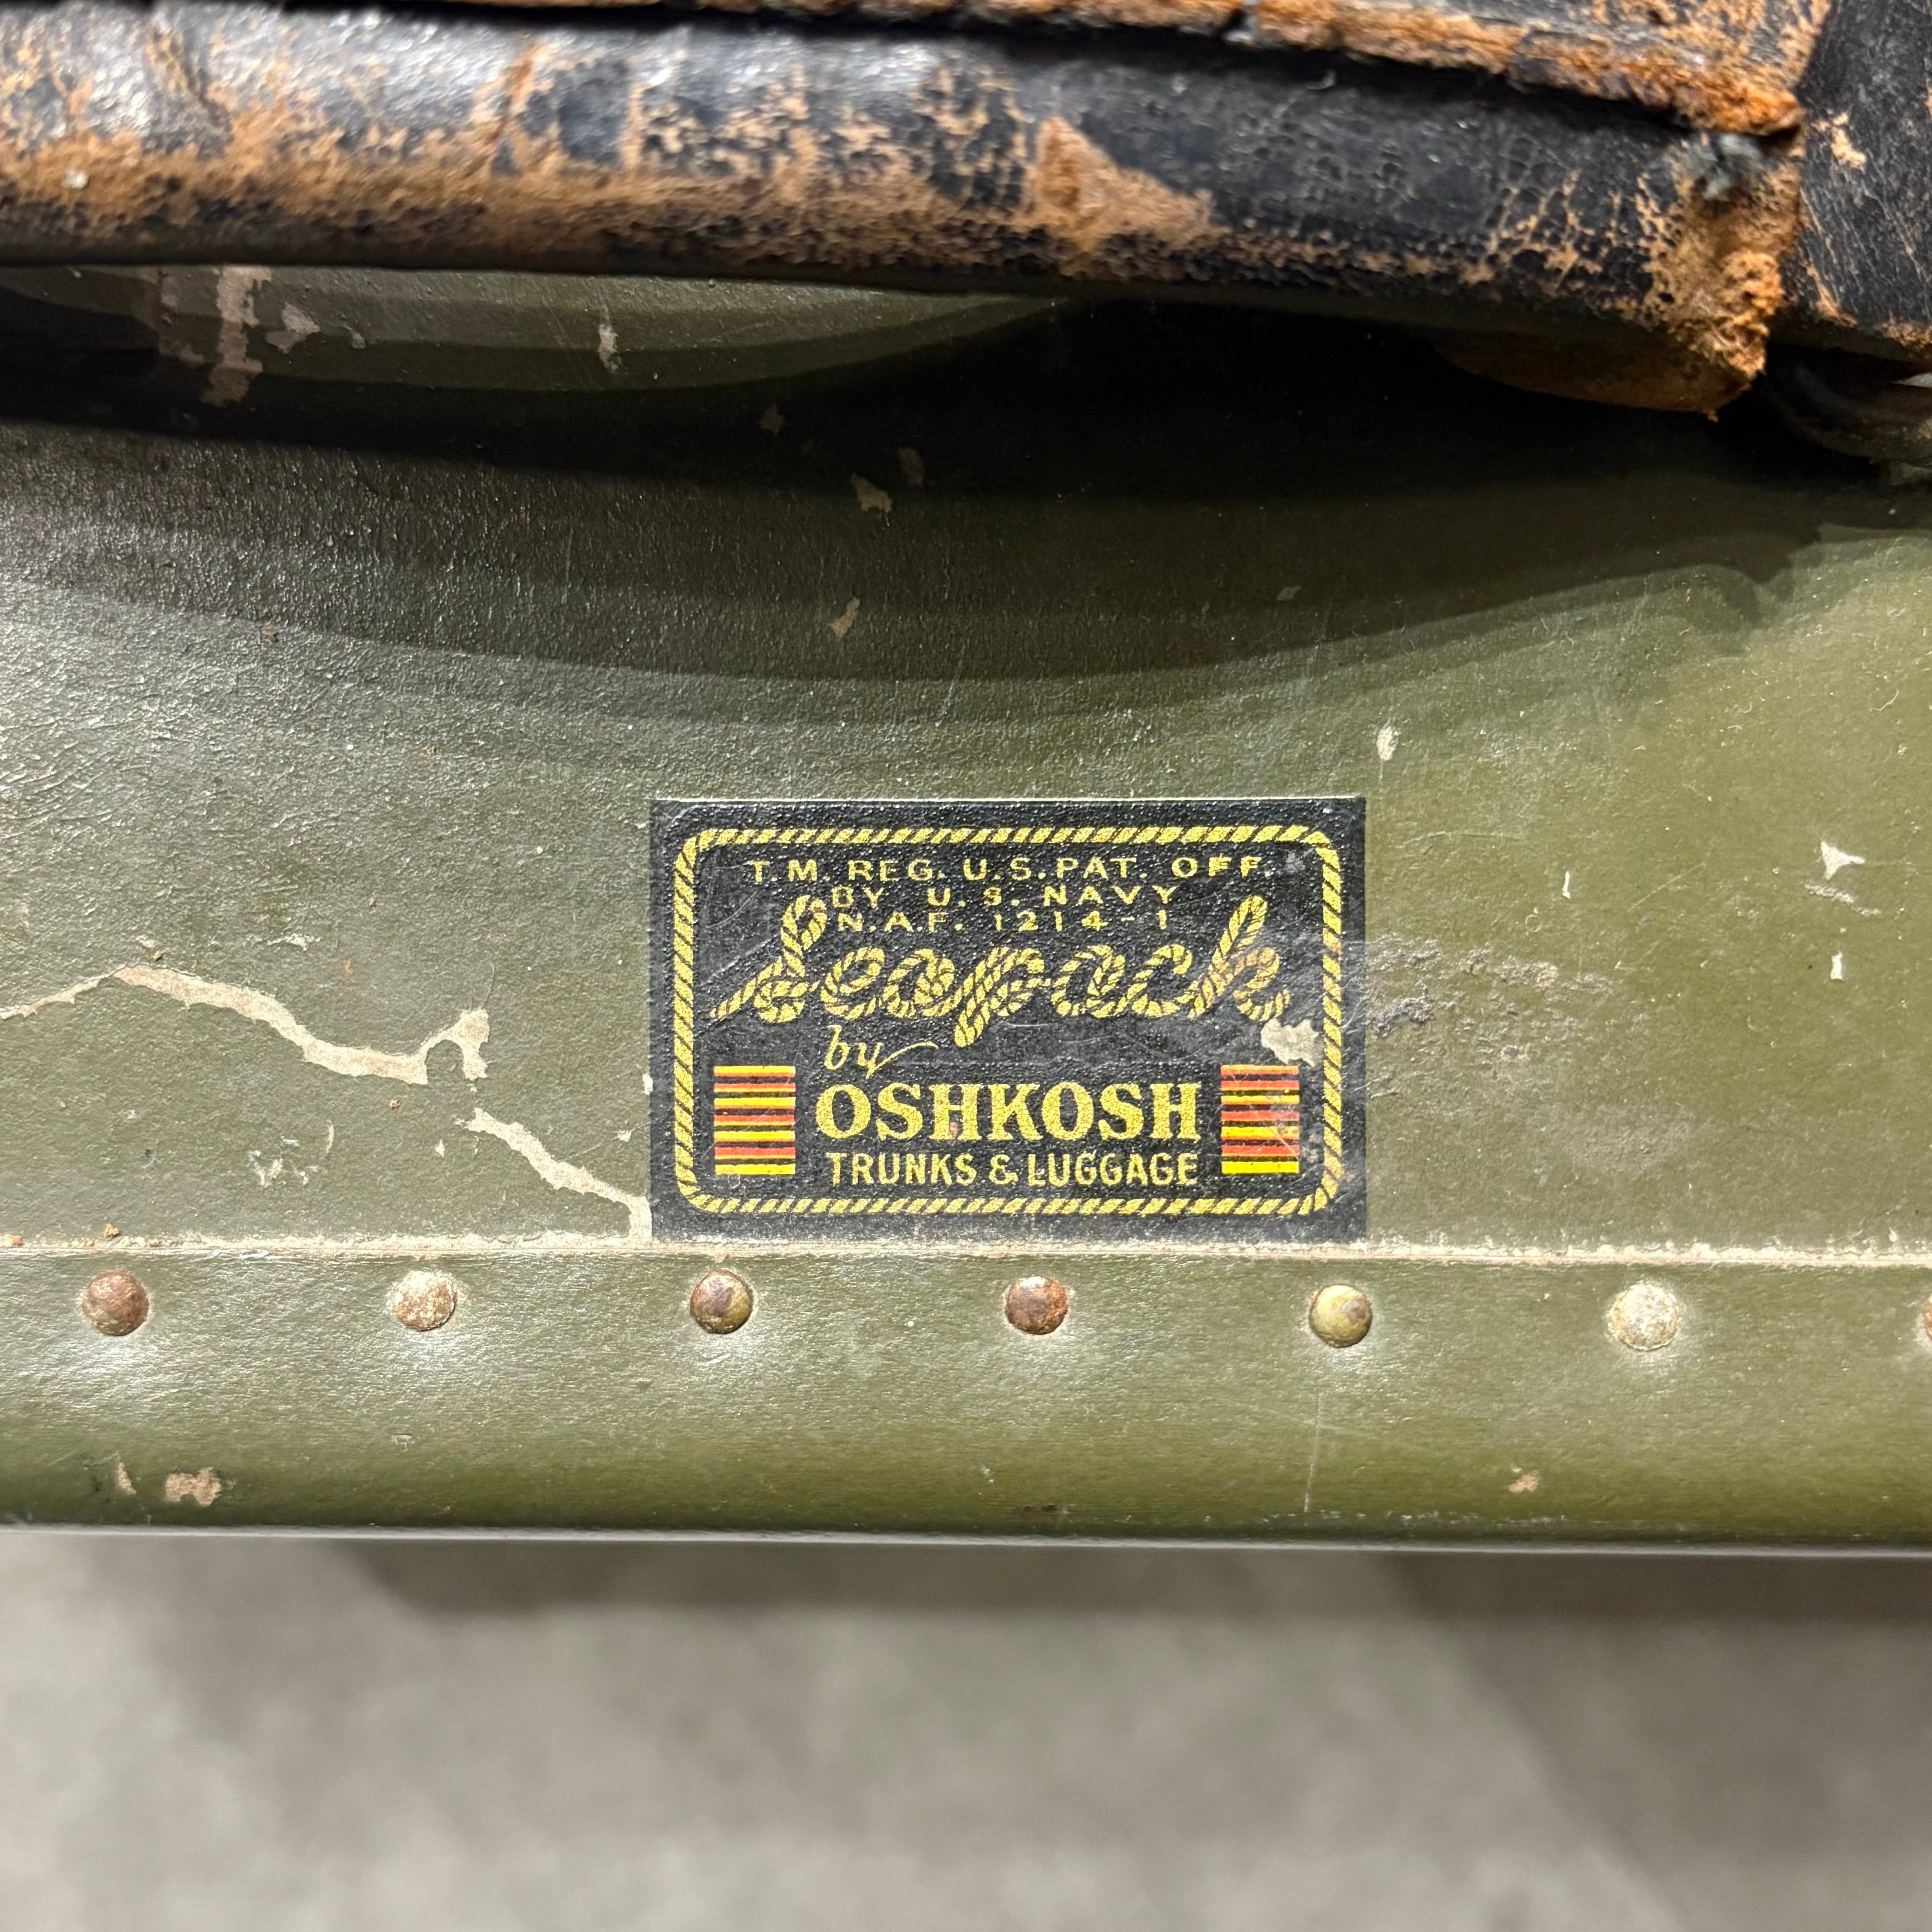 T.M. REG. U.S. PAT. OFF.
BY U.S. NAVY
N.A.F. 1214-1
Seapack
by
OSHKOSH
TRUNKS & LUGGAGE